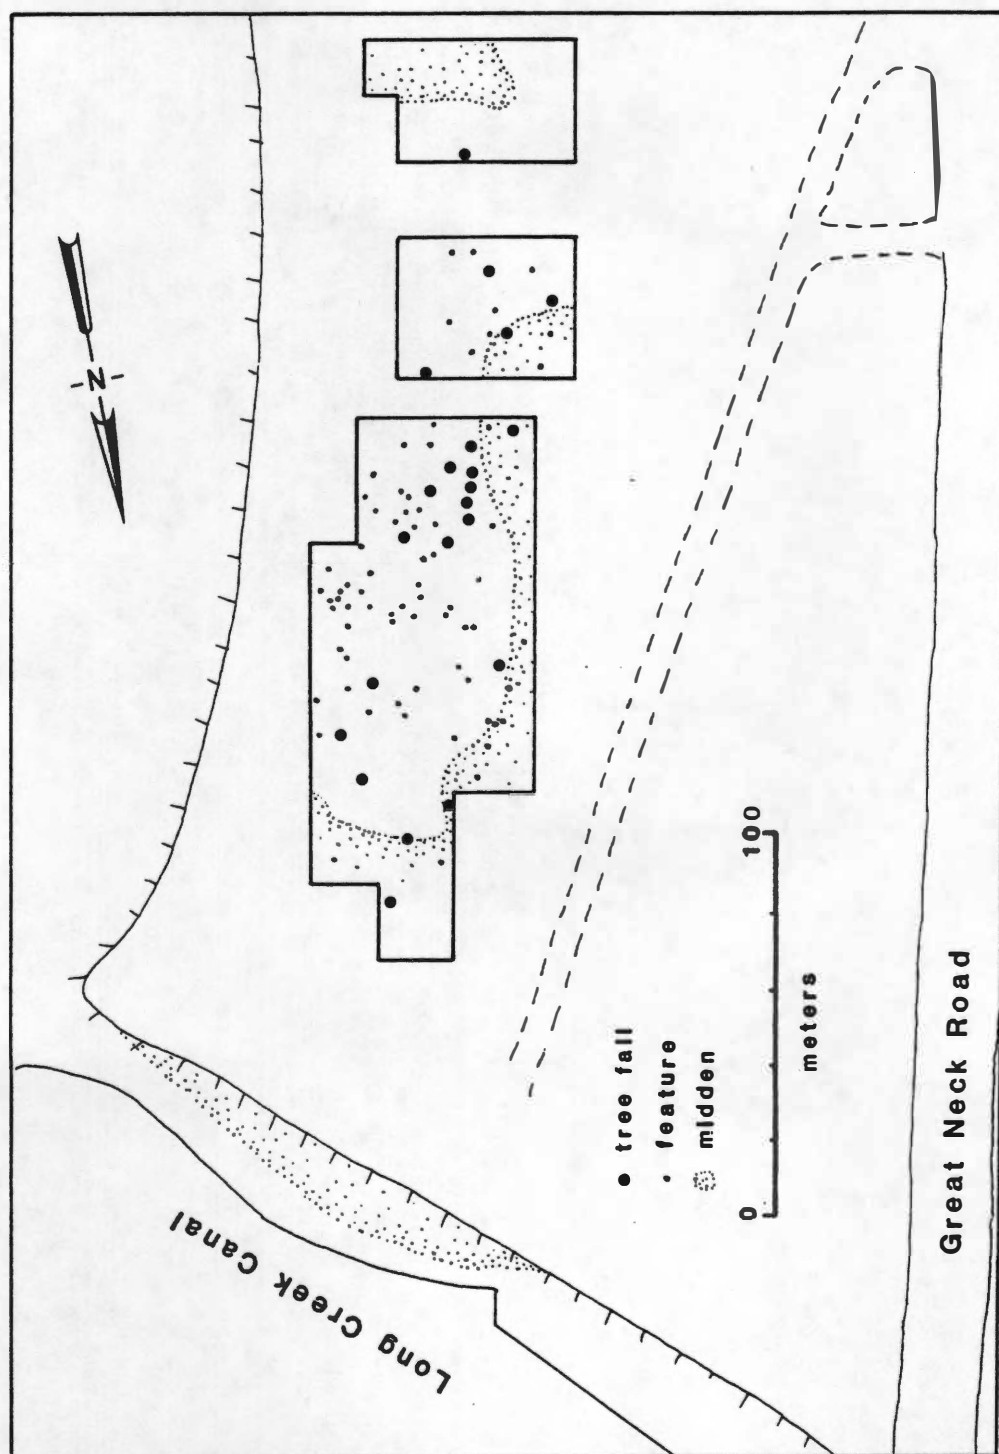 N
tree fall
feature
midden
0 100
meters
Long Creek Canal
Great Neck Road